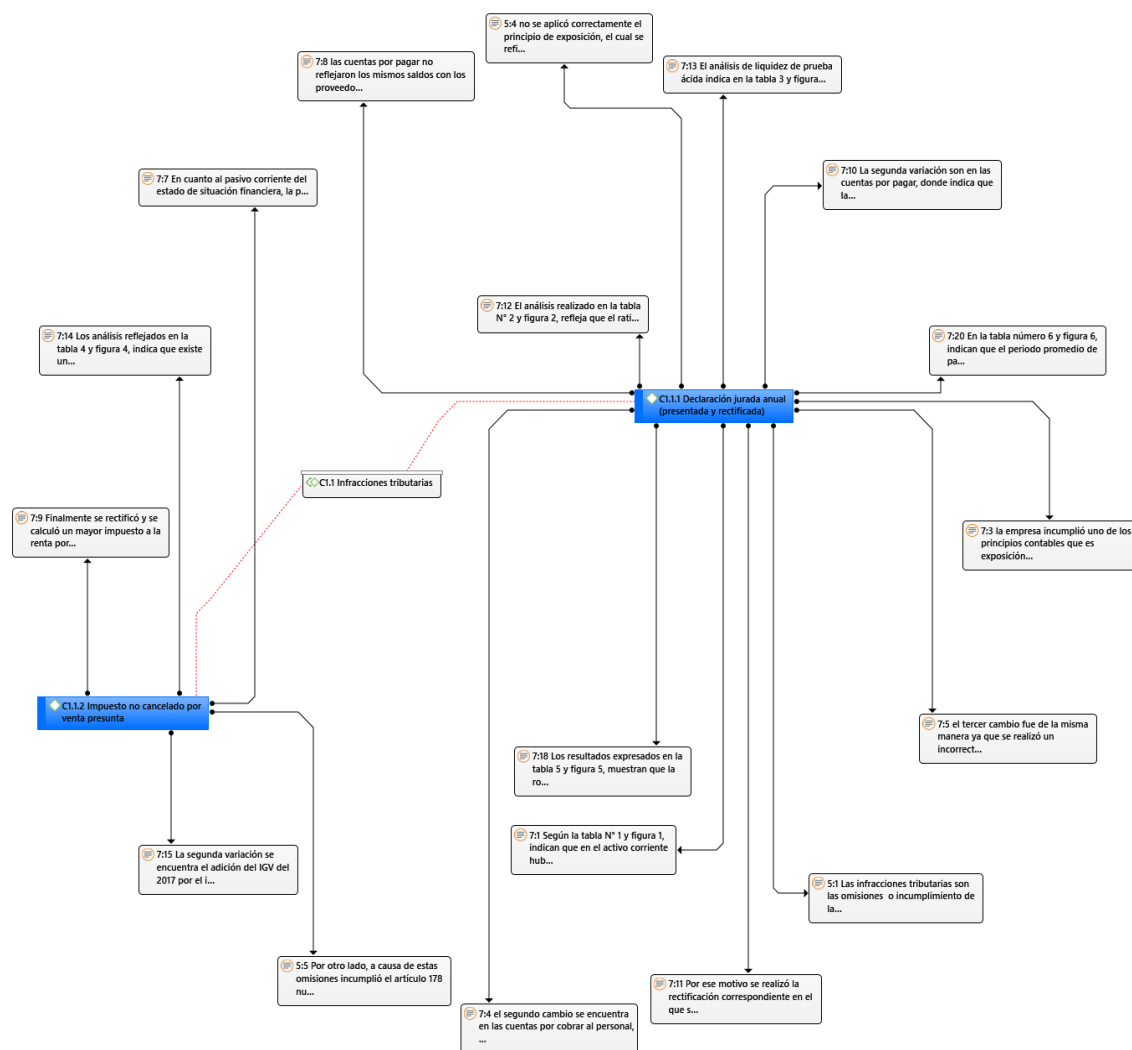 5:4 no se aplicó correctamente el
principio de exposición, el cual se
refi...
7:8 las cuentas por pagar no
reflejaron los mismos saldos con los
proveedo...
7:13 El análisis de liquidez de prueba
ácida indica en la tabla 3 y figura...
7:7 En cuanto al pasivo corriente del
estado de situación financiera, la p...
7:10 La segunda variación son en las
cuentas por pagar, donde indica que
la...
7:12 El análisis realizado en la tabla
N° 2 y figura 2, refleja que el rati...
7:14 Los análisis reflejados en la
tabla 4 y figura 4, indica que existe
un...
7:20 En la tabla número 6 y figura 6,
indican que el periodo promedio de
pa...
C1.1.1 Declaración jurada anual
(presentada y rectificada)
C1.1 Infracciones tributarias
7:9 Finalmente se rectificó y se
calculó un mayor impuesto a la
renta por...
7:3 la empresa incumplió uno de los
principios contables que es
exposición...
C1.1.2 Impuesto no cancelado por
venta presunta
7:5 el tercer cambio fue de la misma
manera ya que se realizó un
incorrect...
7:18 Los resultados expresados en la
tabla 5 y figura 5, muestran que la
ro...
7:1 Según la tabla N° 1 y figura 1,
indican que en el activo corriente
hub...
7:15 La segunda variación se
encuentra el adición del IGV del
2017 por el i...
5:1 Las infracciones tributarias son
las omisiones o incumplimiento de
la...
5:5 Por otro lado, a causa de estas
omisiones incumplió el artículo 178
nu...
7:11 Por ese motivo se realizó la
rectificación correspondiente en el
que s...
7:4 el segundo cambio se encuentra
en las cuentas por cobrar al personal,
...